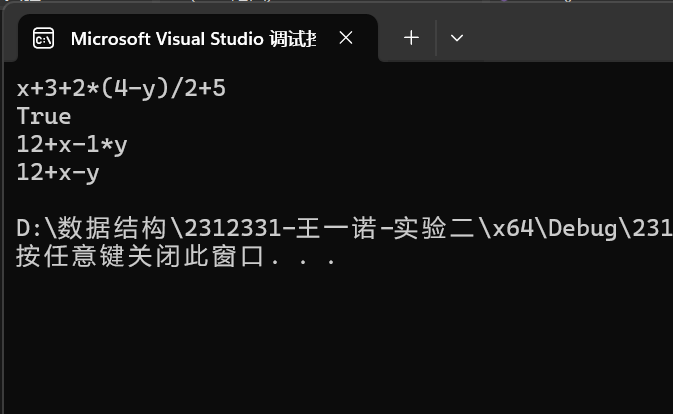 Microsoft Visual Studio 调试
x+3+2*(4-y)/2+5
True
12+x-1*y
12+x-y
D:\数据结构\2312331-王一诺-实验二\x64\Debug\231
按任意键关闭此窗口. . .